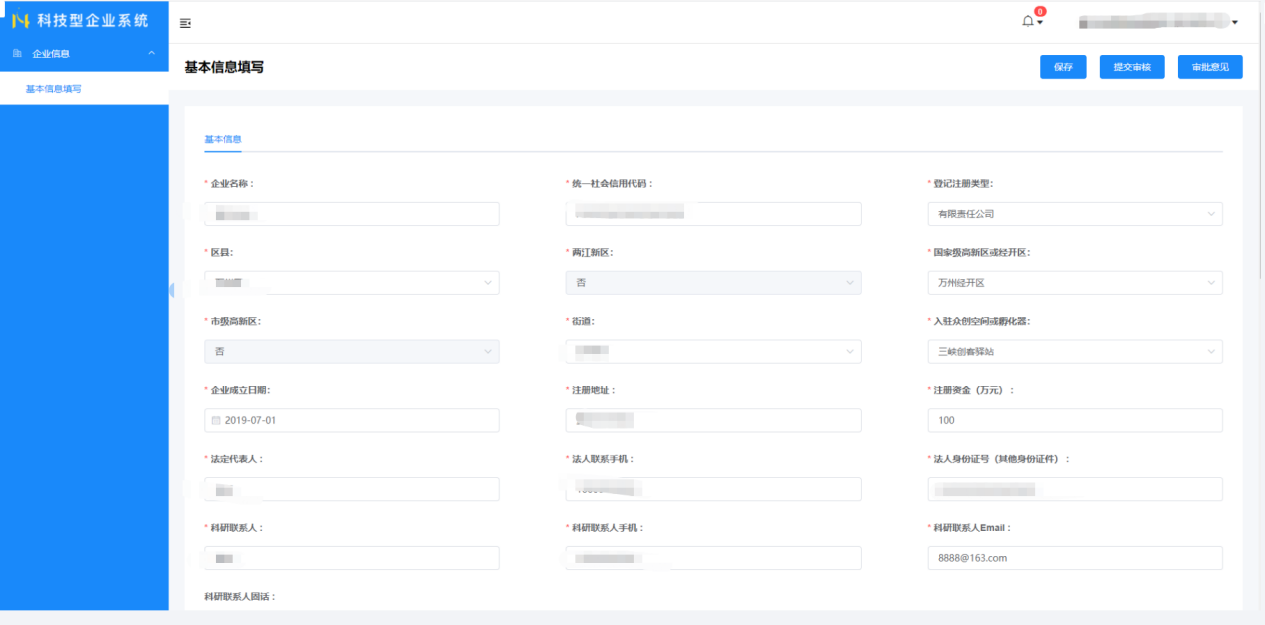 科技型企业系统
0
企业信息
基本信息填写
基本信息填写
保存 提交审核 审批意见
基本信息
* 企业名称： * 统一社会信用代码： * 登记注册类型：
有限责任公司
* 区县： * 两江新区： * 国家级高新区或经开区：
否 万州经开区
* 市级高新区： * 街道： * 入驻众创空间或孵化器：
否 三峡创客驿站
* 企业成立日期： * 注册地址： * 注册资金（万元）：
2019-07-01 100
* 法定代表人： * 法人联系手机： * 法人身份证号（其他身份证件）：
* 科研联系人： * 科研联系人手机： * 科研联系人Email：
8888@163.com
科研联系人固话：